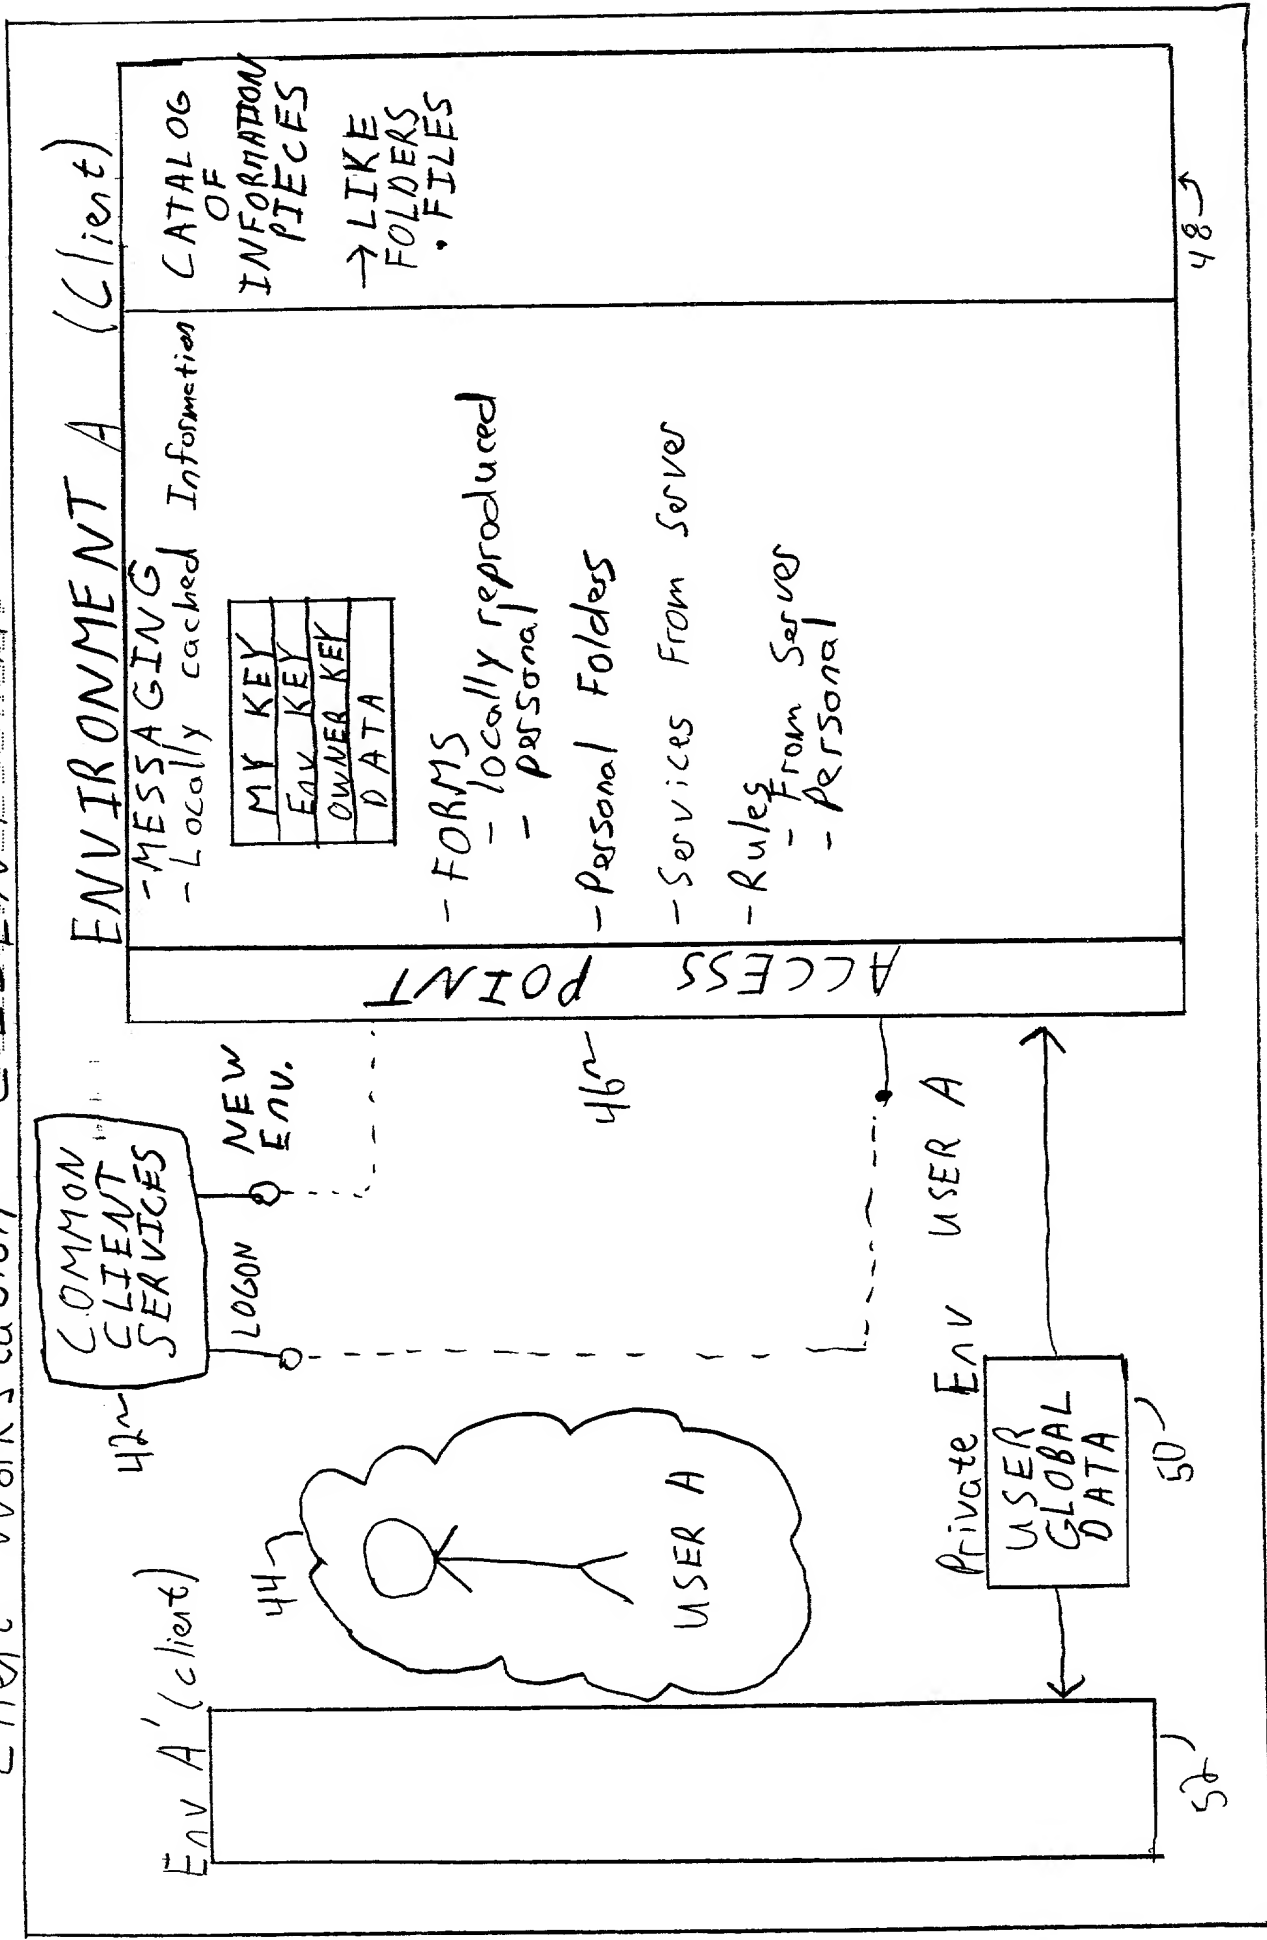 Client Workstation
ENVIRONMENT A (Client)
-MESSAGING
- Locally cached Information
MY KEY
Env KEY
OWNER KEY
DATA
- FORMS
- locally reproduced
- personal
- Personal Folders
- Services From Server
- Rules
- From Server
- Personal
CATALOG
OF
INFORMATION
PIECES
→ LIKE
FOLDERS
. FILES
48
ACCESS POINT
46
COMMON
CLIENT
SERVICES
42
LOGON
NEW
Env.
Env A' (client)
44
USER A
Private Env USER A
USER
GLOBAL
DATA
50
52